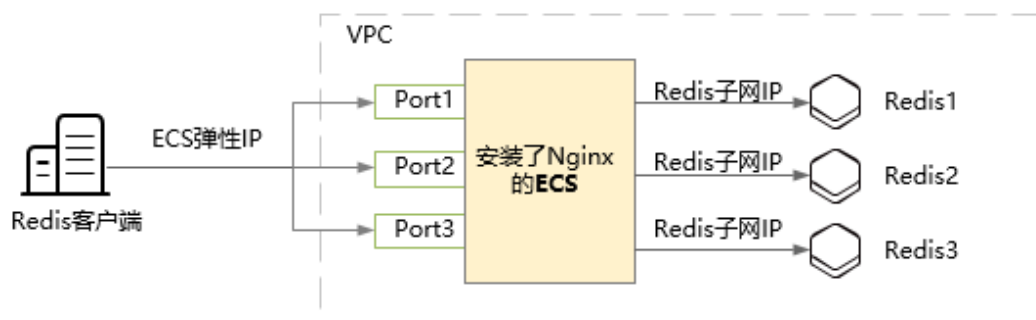 VPC
Port1
Redis子网IP
Redis1
ECS弹性IP
Port2
安装了Nginx
的ECS
Redis子网IP
Redis2
Redis客户端
Port3
Redis子网IP
Redis3